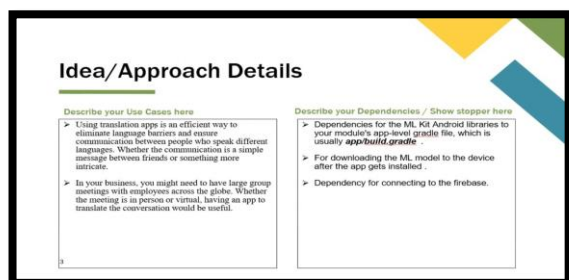 Idea/Approach Details
Describe your Use Cases here
➢ Using translation apps is an efficient way to
eliminate language barriers and ensure
communication between people who speak different
languages. Whether the communication is a simple
message between friends or something more
intricate.
➢ In your business, you might need to have large group
meetings with employees across the globe. Whether
the meeting is in person or virtual, having an app to
translate the conversation would be useful.
3
Describe your Dependencies / Show stopper here
➢ Dependencies for the ML Kit Android libraries to
your module's app-level gradle file, which is
usually app/build.gradle .
➢ For downloading the ML model to the device
after the app gets installed .
➢ Dependency for connecting to the firebase.